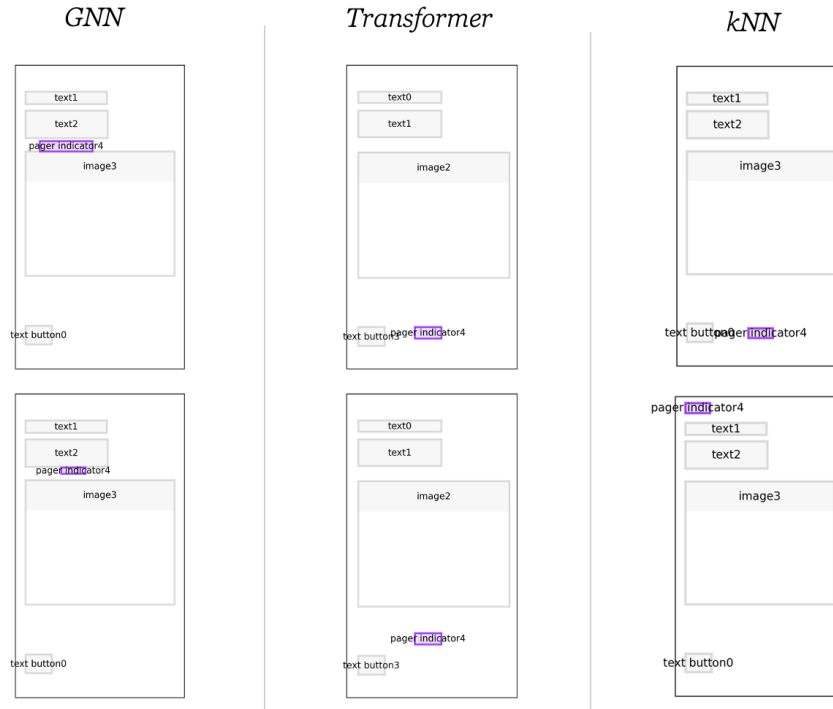 GNN
text1
text2
pager indicator4
image3
text button0
text1
text2
pager indicator4
image3
text button0
Transformer
text0
text1
image2
text button3
pager indicator4
text0
text1
image2
pager indicator4
text button3
kNN
text1
text2
image3
text button0
pager indicator4
pager indicator4
text1
text2
image3
text button0